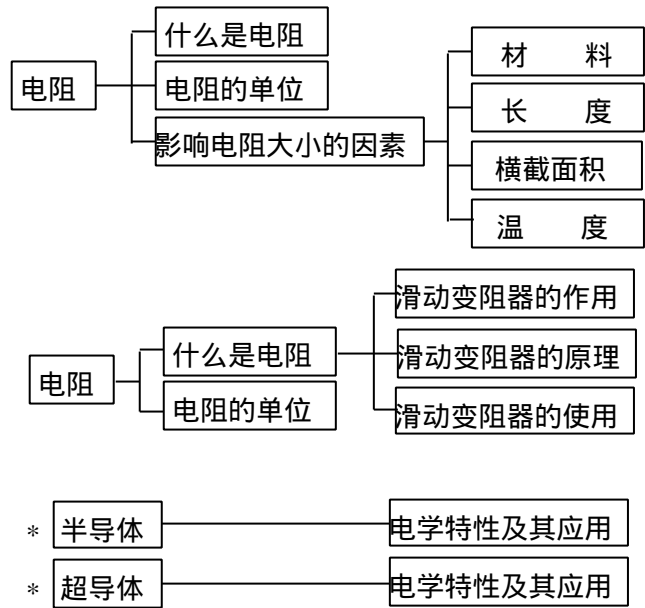 什么是电阻
电阻
电阻的单位
影响电阻大小的因素
材 料
长 度
横截面积
温 度
电阻
什么是电阻
电阻的单位
滑动变阻器的作用
滑动变阻器的原理
滑动变阻器的使用
* 半导体 电学特性及其应用
* 超导体 电学特性及其应用